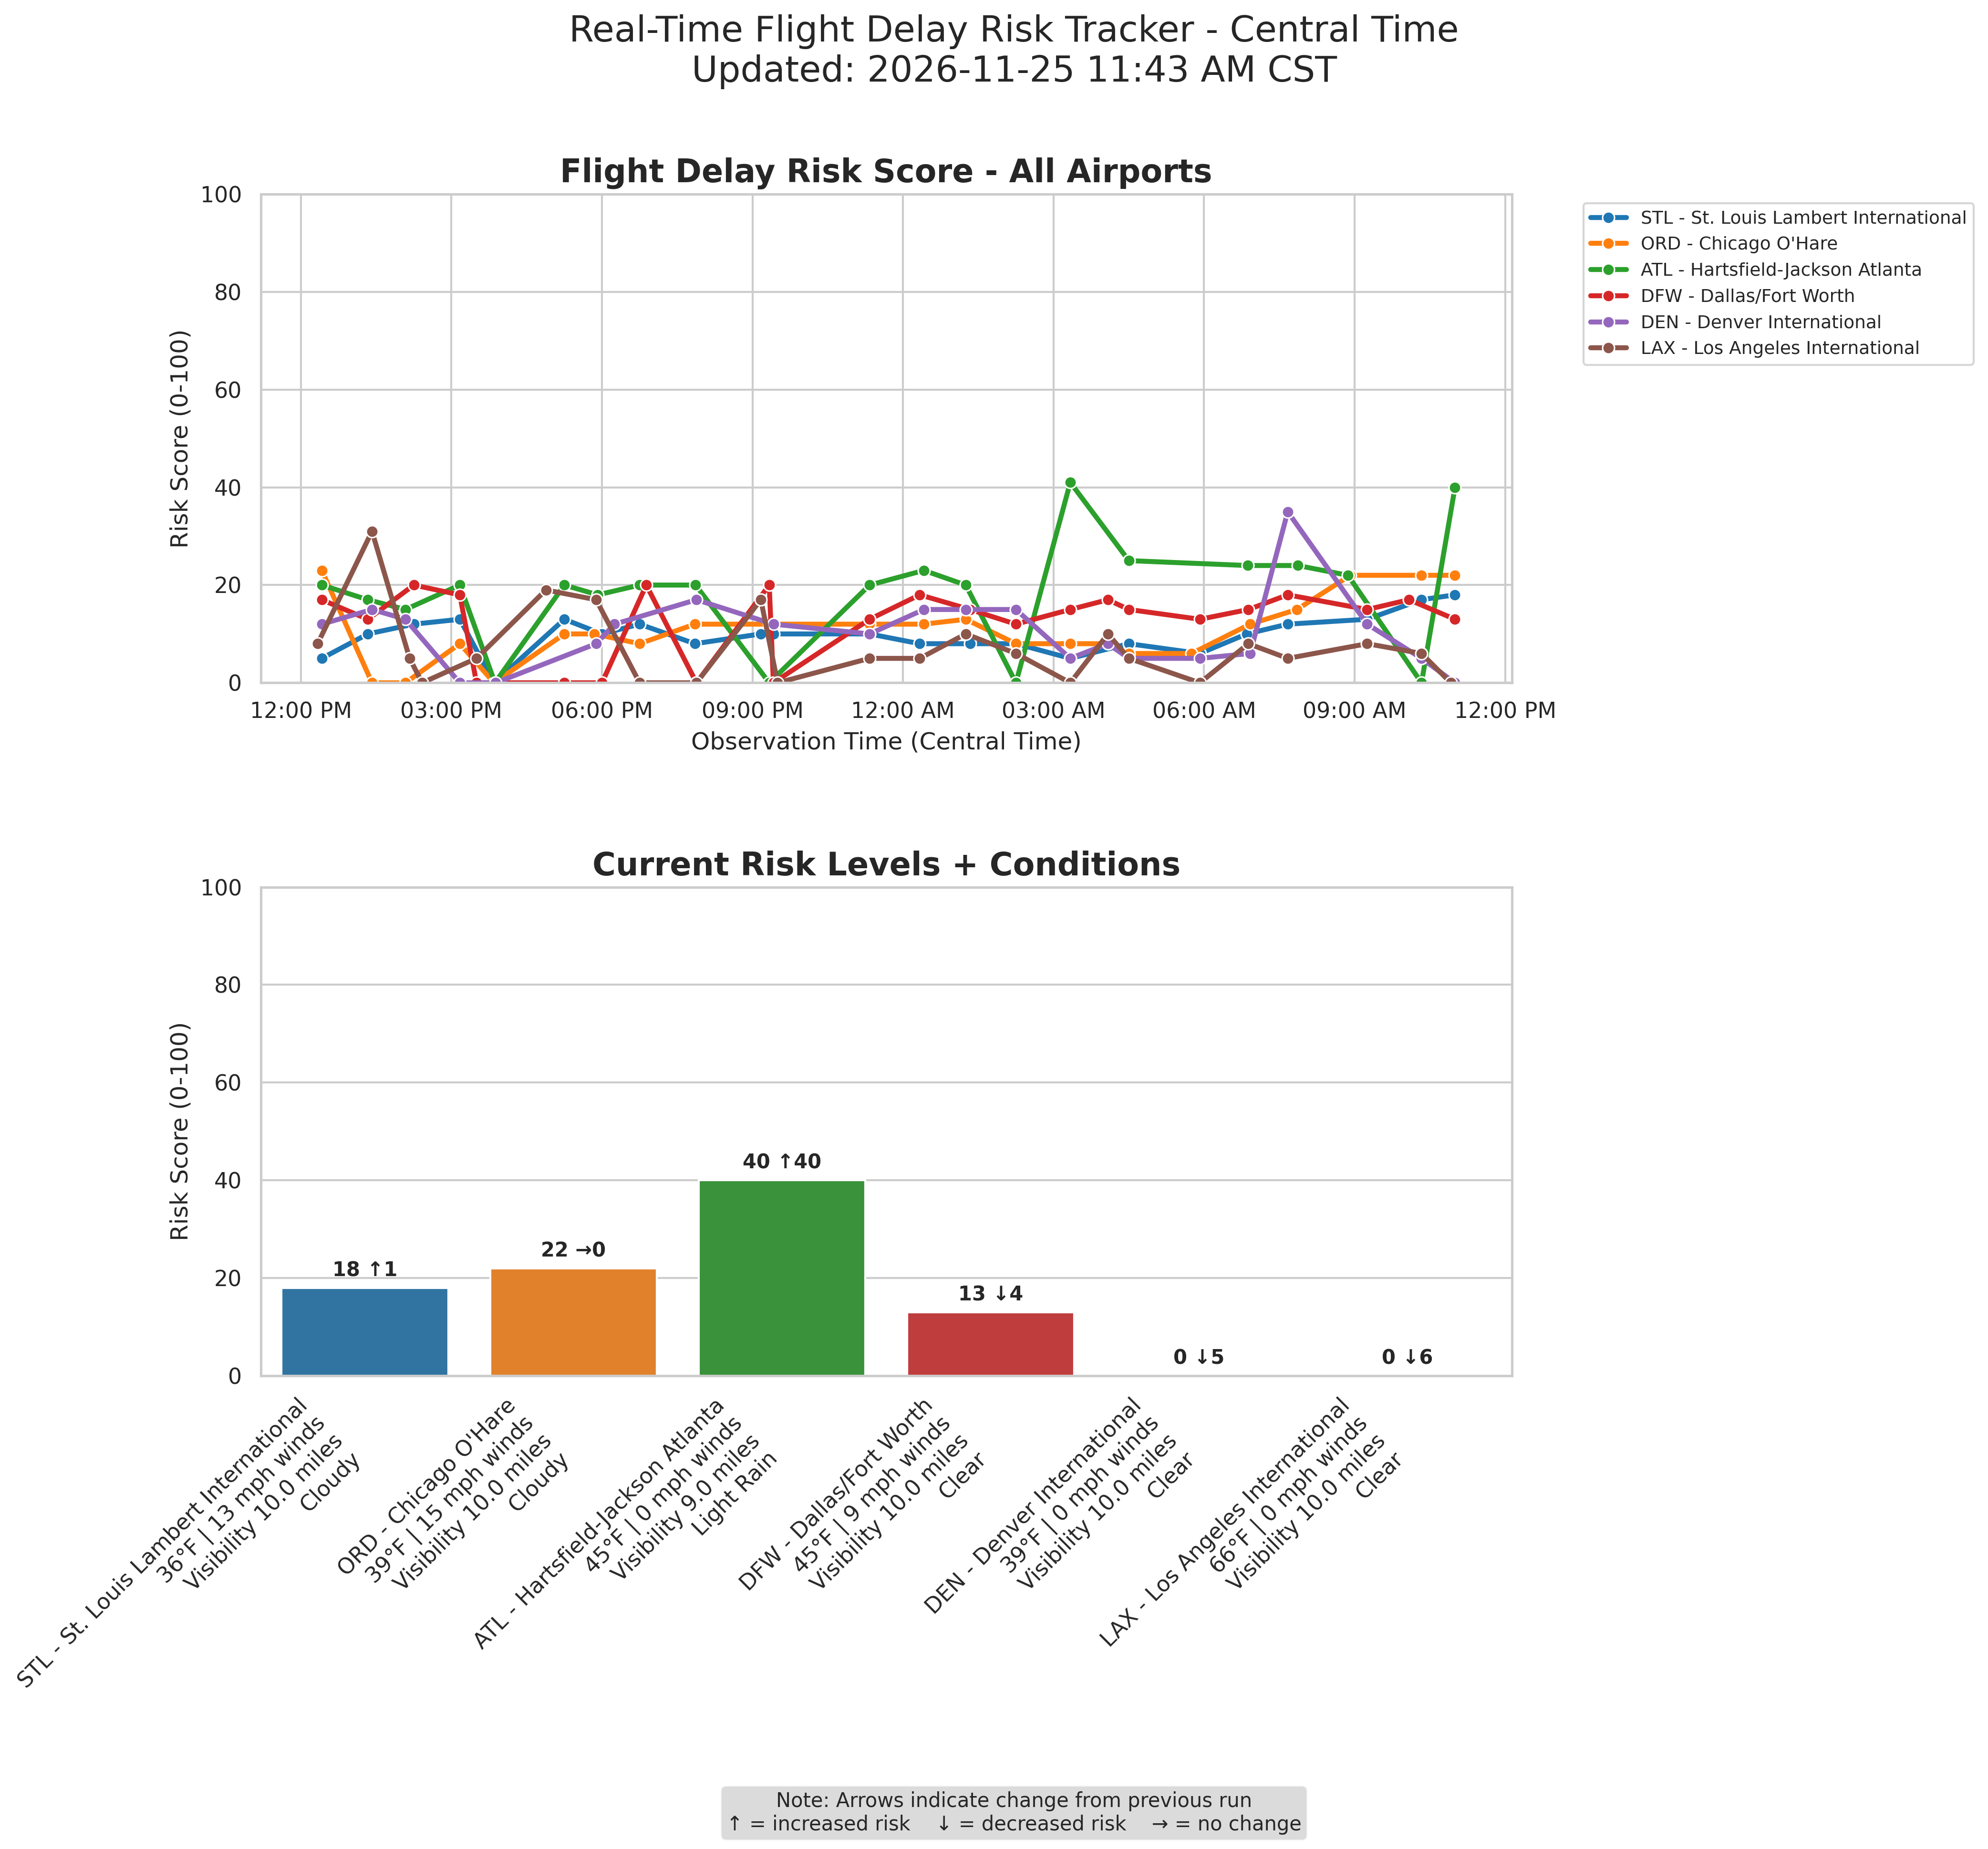 Real-Time Flight Delay Risk Tracker - Central Time
Updated: 2026-11-25 11:43 AM CST
Flight Delay Risk Score - All Airports
100
80
60
40
20
0
Risk Score (0-100)
12:00 PM
03:00 PM
06:00 PM
09:00 PM
12:00 AM
03:00 AM
06:00 AM
09:00 AM
12:00 PM
Observation Time (Central Time)
STL - St. Louis Lambert International
ORD - Chicago O'Hare
ATL - Hartsfield-Jackson Atlanta
DFW - Dallas/Fort Worth
DEN - Denver International
LAX - Los Angeles International
Current Risk Levels + Conditions
100
80
60
40
20
0
Risk Score (0-100)
18 ↑1
22 →0
40 ↑40
13 ↓4
0 ↓5
0 ↓6
STL - St. Louis Lambert International
36°F | 13 mph winds
Visibility 10.0 miles
Cloudy
ORD - Chicago O'Hare
39°F | 15 mph winds
Visibility 10.0 miles
Cloudy
ATL - Hartsfield-Jackson Atlanta
45°F | 0 mph winds
Visibility 9.0 miles
Light Rain
DFW - Dallas/Fort Worth
45°F | 9 mph winds
Visibility 10.0 miles
Clear
DEN - Denver International
39°F | 0 mph winds
Visibility 10.0 miles
Clear
LAX - Los Angeles International
66°F | 0 mph winds
Visibility 10.0 miles
Clear
Note: Arrows indicate change from previous run
↑ = increased risk    ↓ = decreased risk    → = no change